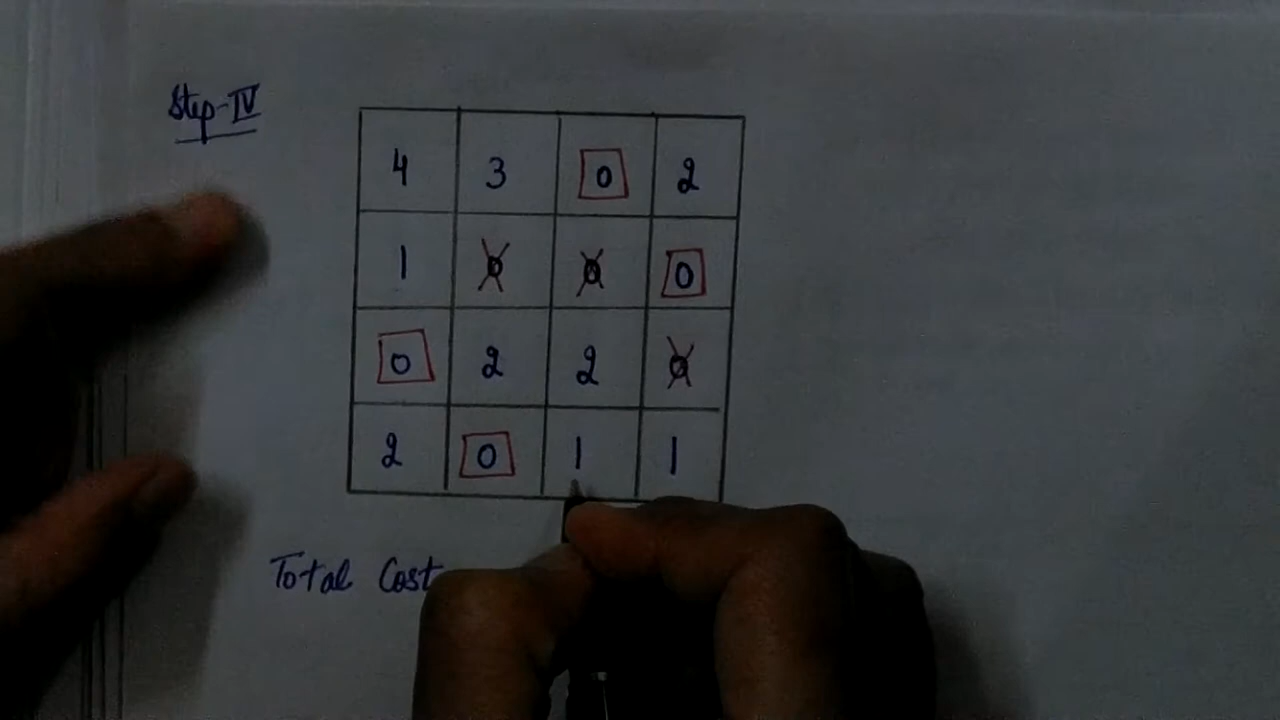 Step-IV
4 3 0 2
1 0 0 0
0 2 2 0
2 0 1 1
Total Cost